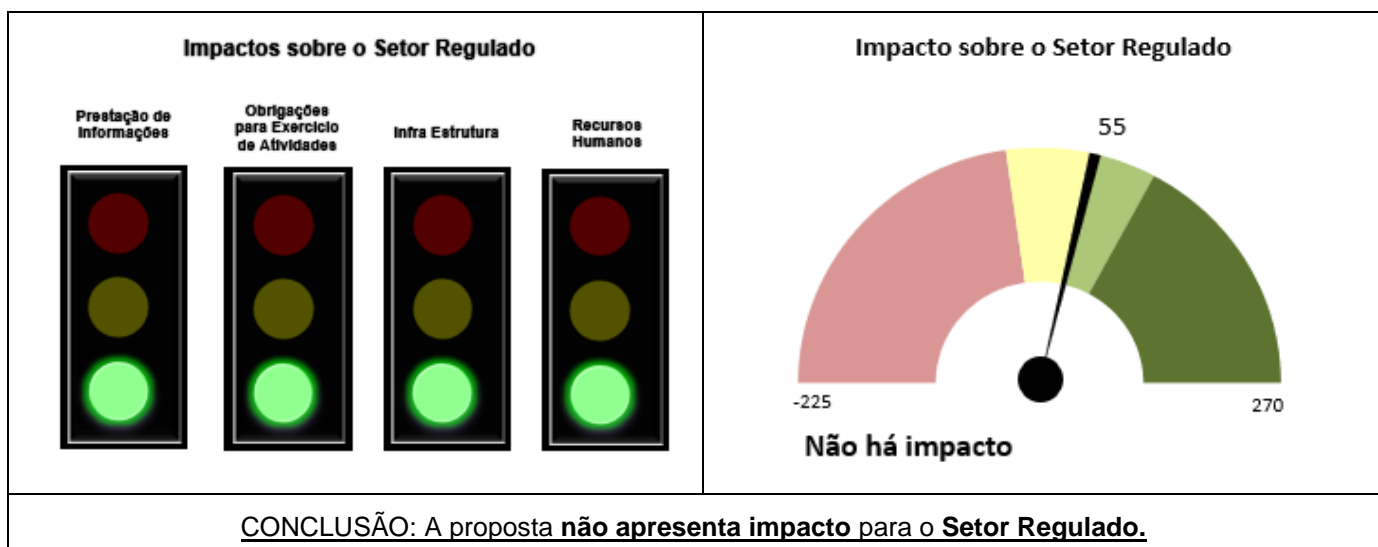 Impactos sobre o Setor Regulado
Prestação de
Informações
Obrigações
para Exercício
de Atividades
Infra Estrutura
Recursos
Humanos
Impacto sobre o Setor Regulado
55
-225
270
Não há impacto
CONCLUSÃO: A proposta não apresenta impacto para o Setor Regulado.